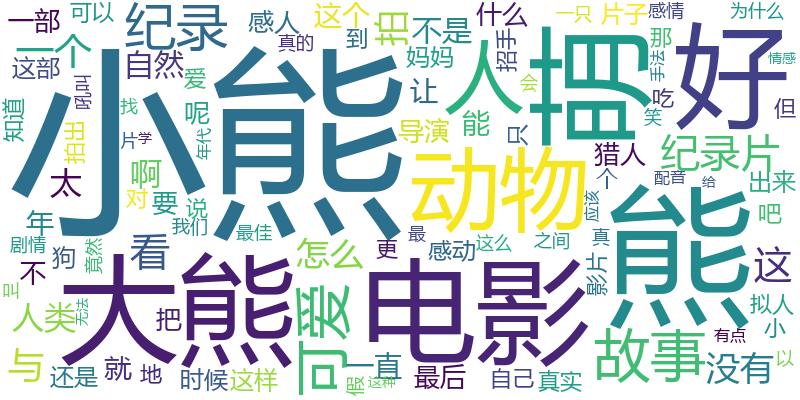 一部
可以
纪录
感人
这个
拍
不是
什么
一只
片子
感情
为什么
一个
真的
到
妈妈
招手
那
手法
情感
这部
自然
吼叫
爱
让
人
萌
笑
好
知道
找
呢
小熊
会
吃
但
拍出
片
学
年代
导演
能
只
猎人
纪录片
太
啊
动物
个
配音
给
出来
对
要
说
应该
熊
吧
年
我们
最佳
更
最
这么
之间
真
剧情
狗
竟然
看
怎么
感动
影片
这
不
大熊
电影
拟人
只
无法
小
人类
把
可爱
故事
有点
与
还是
就
地
时候
这样
一直
假
这种
最后
自己
真实
没有
以